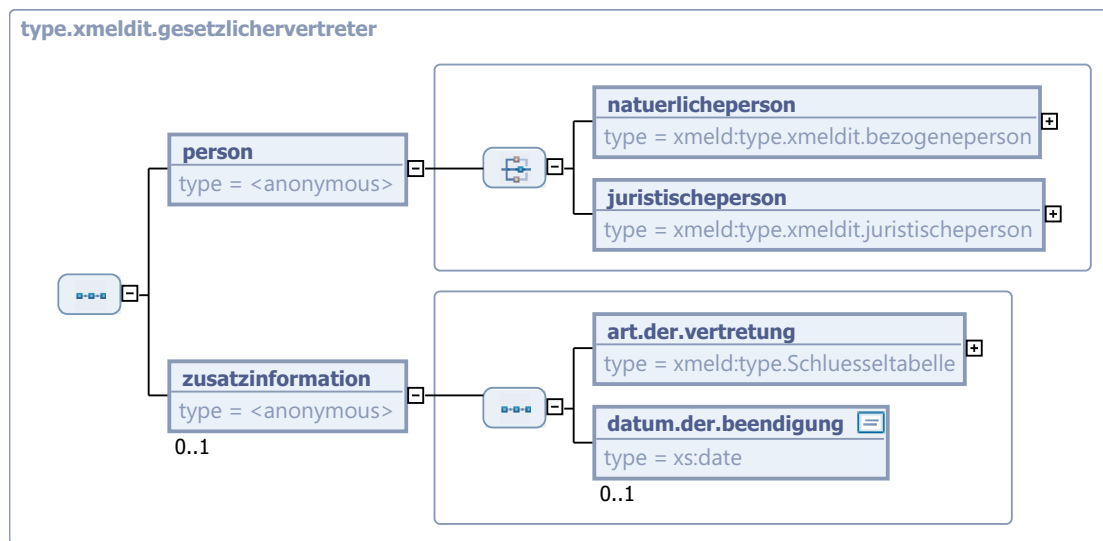 type.xmeldit.gesetzlichervertreter
natuerlicheperson
type = xmeld:type.xmeldit.bezogeneperson
person
type = <anonymous>
juristischeperson
type = xmeld:type.xmeldit.juristischeperson
art.der.vertretung
type = xmeld:type.Schluesseltabelle
zusatzinformation
type = <anonymous>
0..1
datum.der.beendigung
type = xs:date
0..1